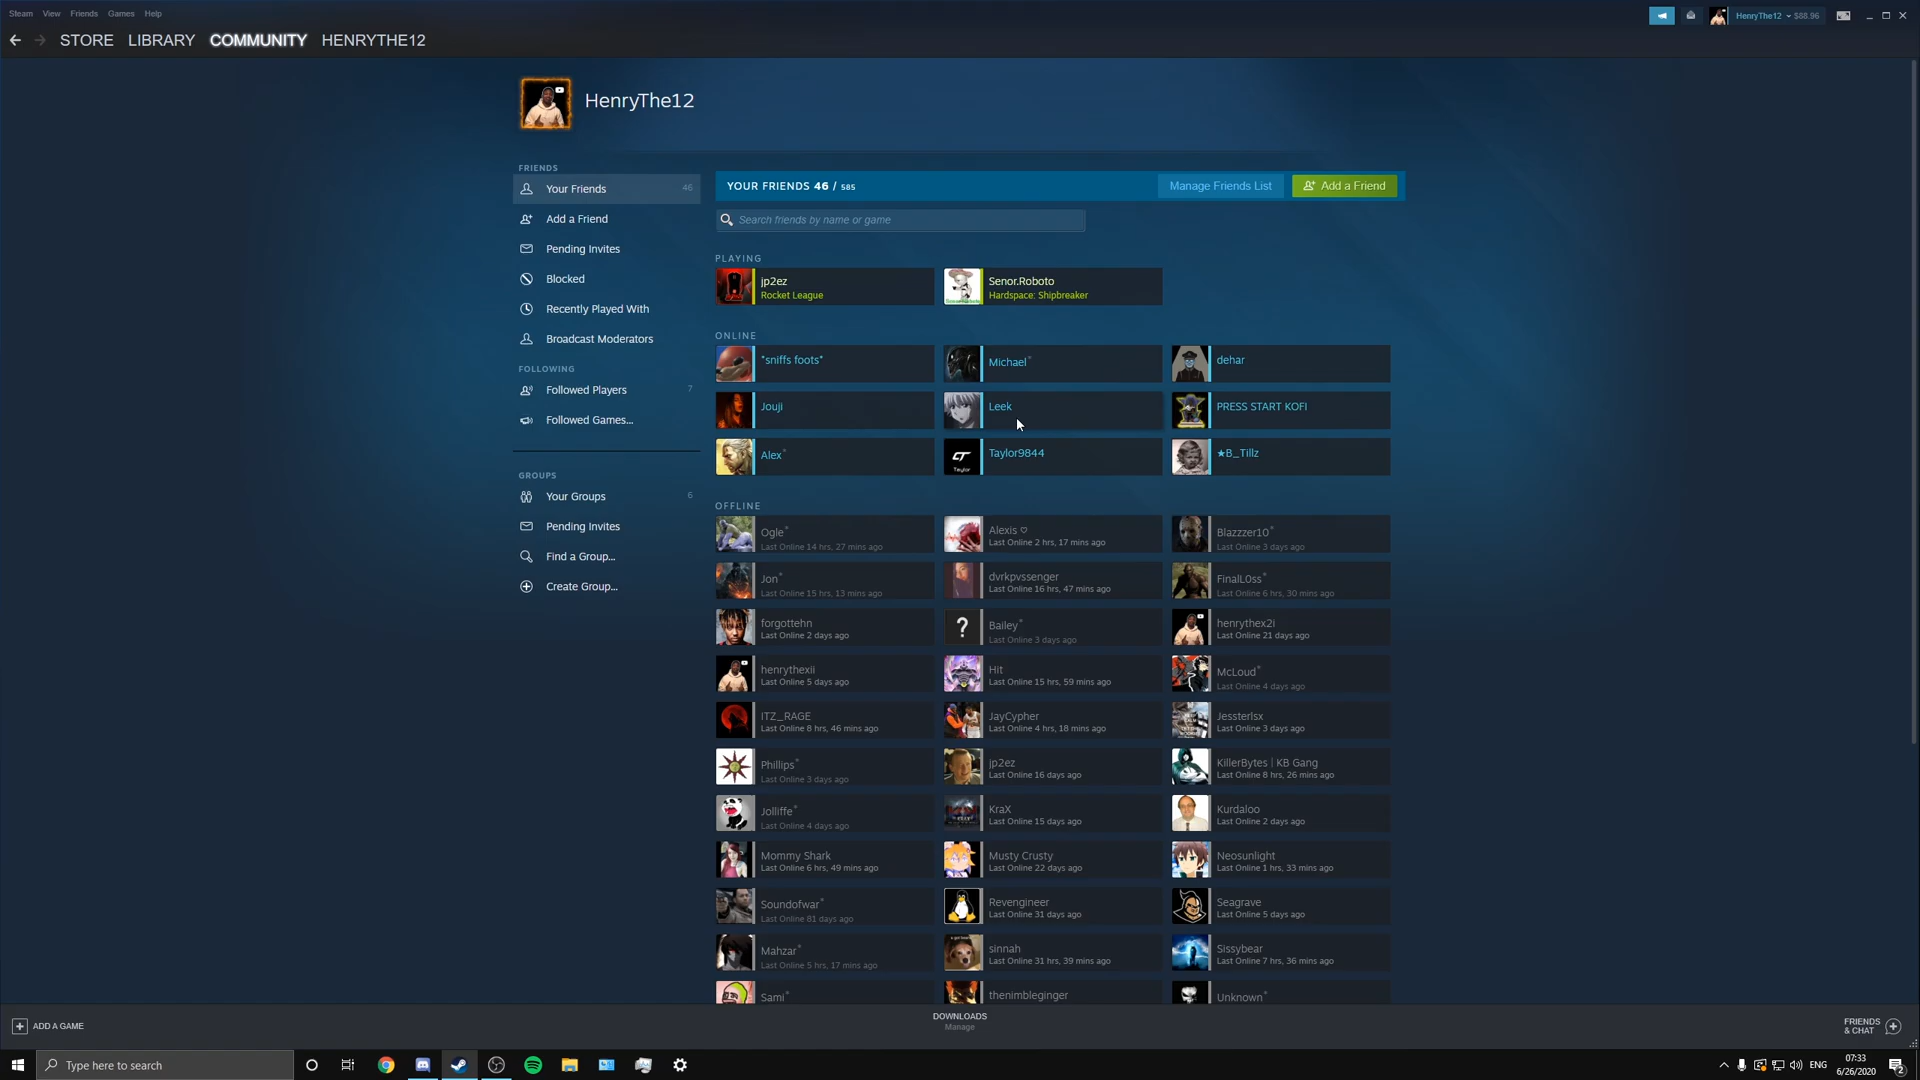 Steam View Friends Games Help
HenryThe12 $88.96
STORE LIBRARY COMMUNITY HENRYTHE12
HenryThe12
FRIENDS
Your Friends 46
Add a Friend
Pending Invites
Blocked
Recently Played With
Broadcast Moderators
FOLLOWING
Followed Players 7
Followed Games...
GROUPS
Your Groups 6
Pending Invites
Find a Group...
Create Group...
YOUR FRIENDS 46 / 585
Manage Friends List
Add a Friend
Search friends by name or game
PLAYING
jp2ez
Rocket League
Senor.Roboto
Hardspace: Shipbreaker
ONLINE
*sniffs foots*
Michael*
dehar
Jouji
Leek
PRESS START KOFI
Alex*
Taylor9844
★B_Tillz
OFFLINE
Ogle*
Last Online 14 hrs, 27 mins ago
Alexis ♡
Last Online 2 hrs, 17 mins ago
Blazzzer10*
Last Online 3 days ago
Jon*
Last Online 15 hrs, 13 mins ago
dvrkpvssenger
Last Online 16 hrs, 47 mins ago
FinalL0ss*
Last Online 6 hrs, 30 mins ago
forgottehn
Last Online 2 days ago
Bailey*
Last Online 3 days ago
henrythex2i
Last Online 21 days ago
henrythexii
Last Online 5 days ago
Hit
Last Online 15 hrs, 59 mins ago
McLoud*
Last Online 4 days ago
ITZ_RAGE
Last Online 8 hrs, 46 mins ago
JayCypher
Last Online 4 hrs, 18 mins ago
Jessterlsx
Last Online 3 days ago
Phillips*
Last Online 3 days ago
jp2ez
Last Online 16 days ago
KillerBytes | KB Gang
Last Online 8 hrs, 26 mins ago
Jolliffe*
Last Online 4 days ago
KraX
Last Online 15 days ago
Kurdaloo
Last Online 2 days ago
Mommy Shark
Last Online 6 hrs, 49 mins ago
Musty Crusty
Last Online 22 days ago
Neosunlight
Last Online 1 hrs, 33 mins ago
Soundofwar*
Last Online 81 days ago
Revengineer
Last Online 31 days ago
Seagrave
Last Online 5 days ago
Mahzar*
Last Online 5 hrs, 17 mins ago
sinnah
Last Online 31 hrs, 39 mins ago
Sissybear
Last Online 7 hrs, 36 mins ago
Sami*
thenimbleginger
Unknown*
ADD A GAME
DOWNLOADS
Manage
FRIENDS
& CHAT
Type here to search
ENG
07:33
6/26/2020